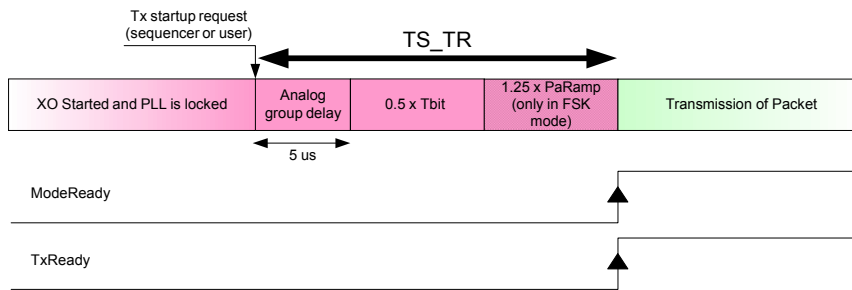 Tx startup request
(sequencer or user)
TS_TR
XO Started and PLL is locked
Analog
group delay
0.5 x Tbit
1.25 x PaRamp
(only in FSK
mode)
Transmission of Packet
5 us
ModeReady
TxReady